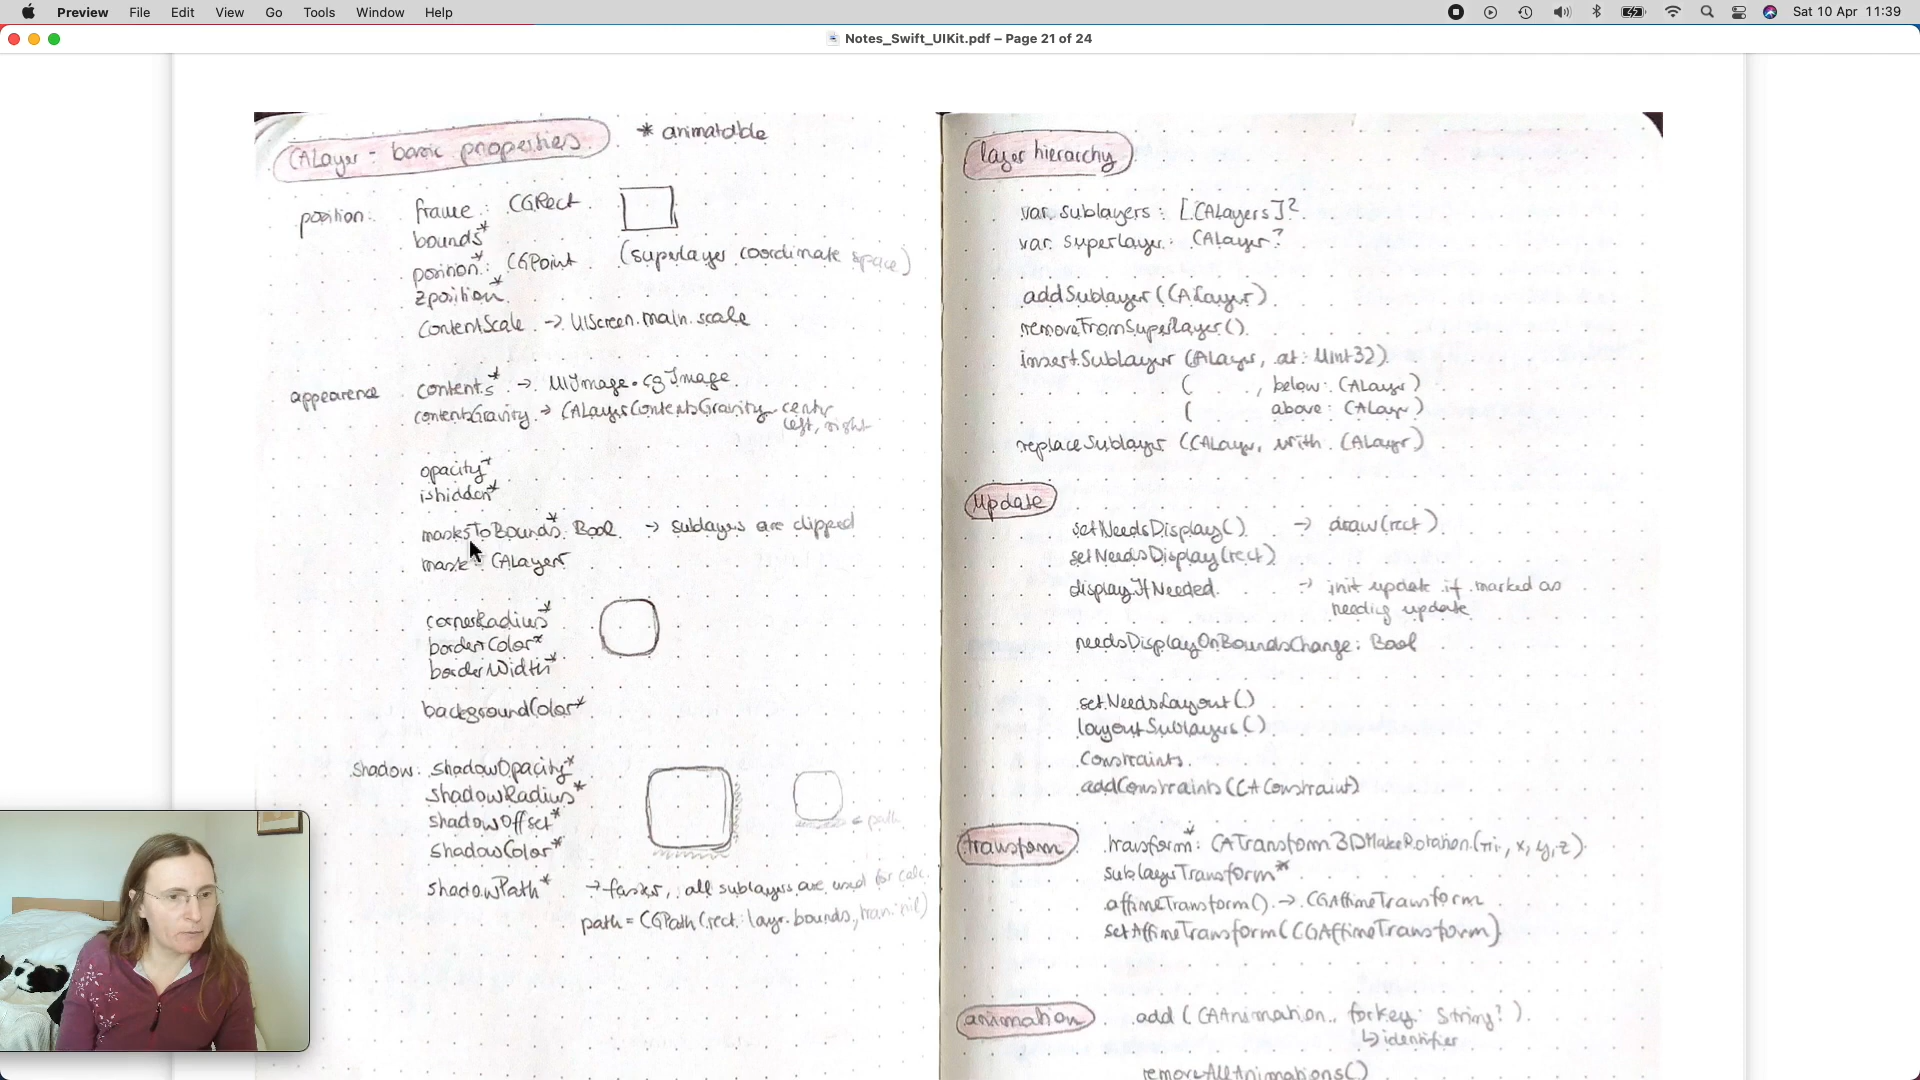 Preview File Edit View Go Tools Window Help
Sat 10 Apr 11:39
Notes_Swift_UIKit.pdf – Page 21 of 24
CALayer - basic properties
* animatable
position: frame : CGRect
bounds*
position*: CGPoint (superlayer coordinate space)
zposition*
ContentScale -> UIScreen.main.scale
appearence contents* -> UIImage.cgImage
contentsGravity -> CALayerContentsGravity center
left, right
opacity*
ishidden*
masksToBounds*: Bool -> sublayers are clipped
mask : CALayer
cornerRadius*
borderColor*
borderWidth*
backgroundColor*
shadow: shadowOpacity*
shadowRadius*
shadowOffset*
<- path
shadowColor*
shadowPath* -> faster, all sublayers are used for calc.
path = CGPath(rect: layer.bounds, tran: nil)
layer hierarchy
var sublayers : [CALayers]?
var superlayer : CALayer?
addSublayer (CALayer)
removeFromSuperlayer()
insertSublayer (CALayer, at: UInt32)
( , below: CALayer)
( above: CALayer)
replaceSublayer (CALayer, with CALayer)
Update
setNeedsDisplay() -> draw(rect)
setNeedsDisplay(rect)
displayIfNeeded -> init update if marked as
needing update
needsDisplayOnBoundsChange: Bool
setNeedsLayout()
layoutSublayers()
Constraints
addConstraints(CAConstraint)
transform transform*: CATransform3DMakeRotation(, x, y, z)
sublayerTransform*
affineTransform() -> CGAffineTransform
setAffineTransform(CGAffineTransform)
animation add (CAAnimation, forKey: String?)
↳ identifier
removeAllAnimations()